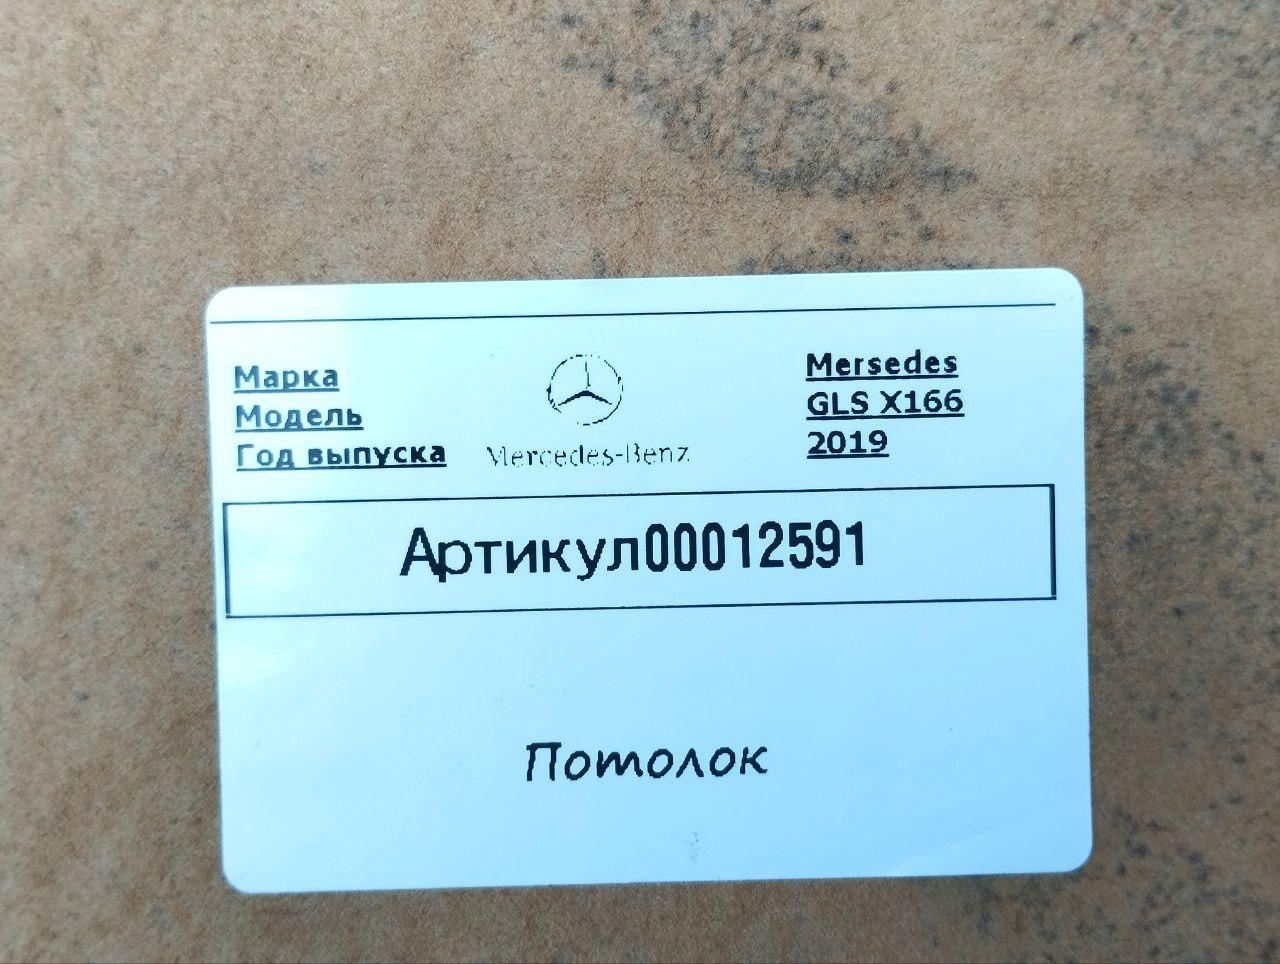 Марка
Модель
Год выпуска
Mercedes-Benz
Mersedes
GLS X166
2019
Артикул00012591
Потолок